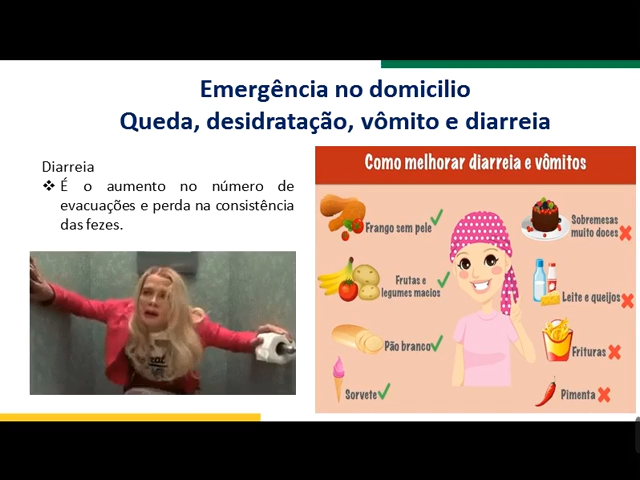 Emergência no domicilio
Queda, desidratação, vômito e diarreia
Diarreia
❖ É o aumento no número de
evacuações e perda na consistência
das fezes.
Como melhorar diarreia e vômitos
Frango sem pele
Frutas e
legumes macios
Pão branco
Sorvete
Sobremesas
muito doces
Leite e queijos
Frituras
Pimenta